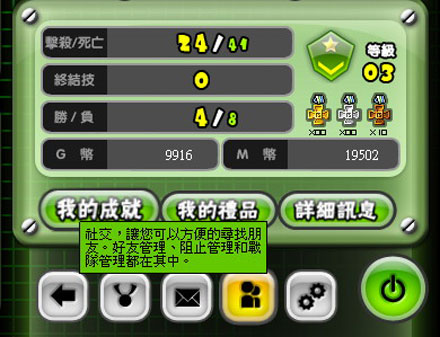 擊殺/死亡 24/41
等級 03
終結技 0
勝/負 4/8
x00 x00 x10
G 幣 9916 M 幣 19502
我的成就 我的禮品 詳細訊息
社交，讓您可以方便的尋找朋
友。好友管理、阻止管理和戰
隊管理都在其中。